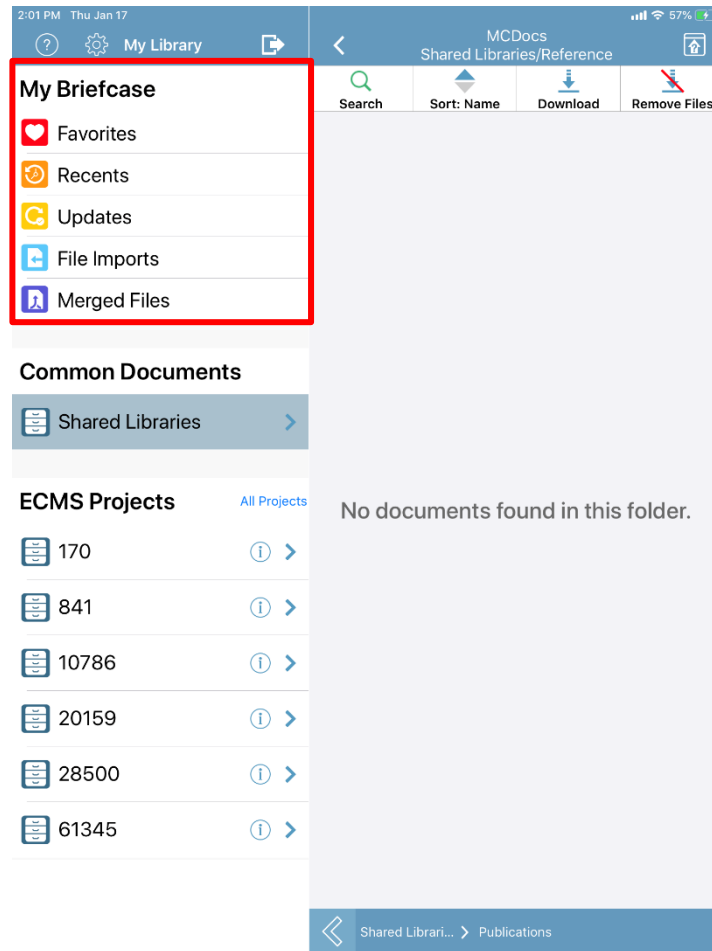 2:01 PM Thu Jan 17
57%
My Library
MCDocs
Shared Libraries/Reference
Search
Sort: Name
Download
Remove Files
My Briefcase
Favorites
Recents
Updates
File Imports
Merged Files
Common Documents
Shared Libraries
ECMS Projects
All Projects
170
841
10786
20159
28500
61345
No documents found in this folder.
Shared Librari... > Publications